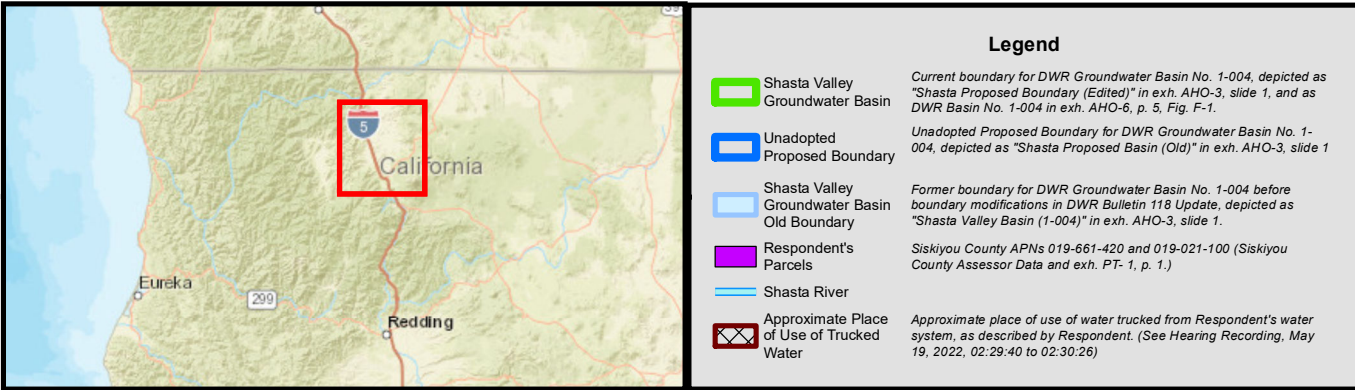 39
5
California
Eureka
299
Redding
Legend
Shasta Valley
Groundwater Basin
Current boundary for DWR Groundwater Basin No. 1-004, depicted as
"Shasta Proposed Boundary (Edited)" in exh. AHO-3, slide 1, and as
DWR Basin No. 1-004 in exh. AHO-6, p. 5, Fig. F-1.
Unadopted
Proposed Boundary
Unadopted Proposed Boundary for DWR Groundwater Basin No. 1-
004, depicted as "Shasta Proposed Basin (Old)" in exh. AHO-3, slide 1
Shasta Valley
Groundwater Basin
Old Boundary
Former boundary for DWR Groundwater Basin No. 1-004 before
boundary modifications in DWR Bulletin 118 Update, depicted as
"Shasta Valley Basin (1-004)" in exh. AHO-3, slide 1.
Respondent's
Parcels
Siskiyou County APNs 019-661-420 and 019-021-100 (Siskiyou
County Assessor Data and exh. PT- 1, p. 1.)
Shasta River
Approximate Place
of Use of Trucked
Water
Approximate place of use of water trucked from Respondent's water
system, as described by Respondent. (See Hearing Recording, May
19, 2022, 02:29:40 to 02:30:26)